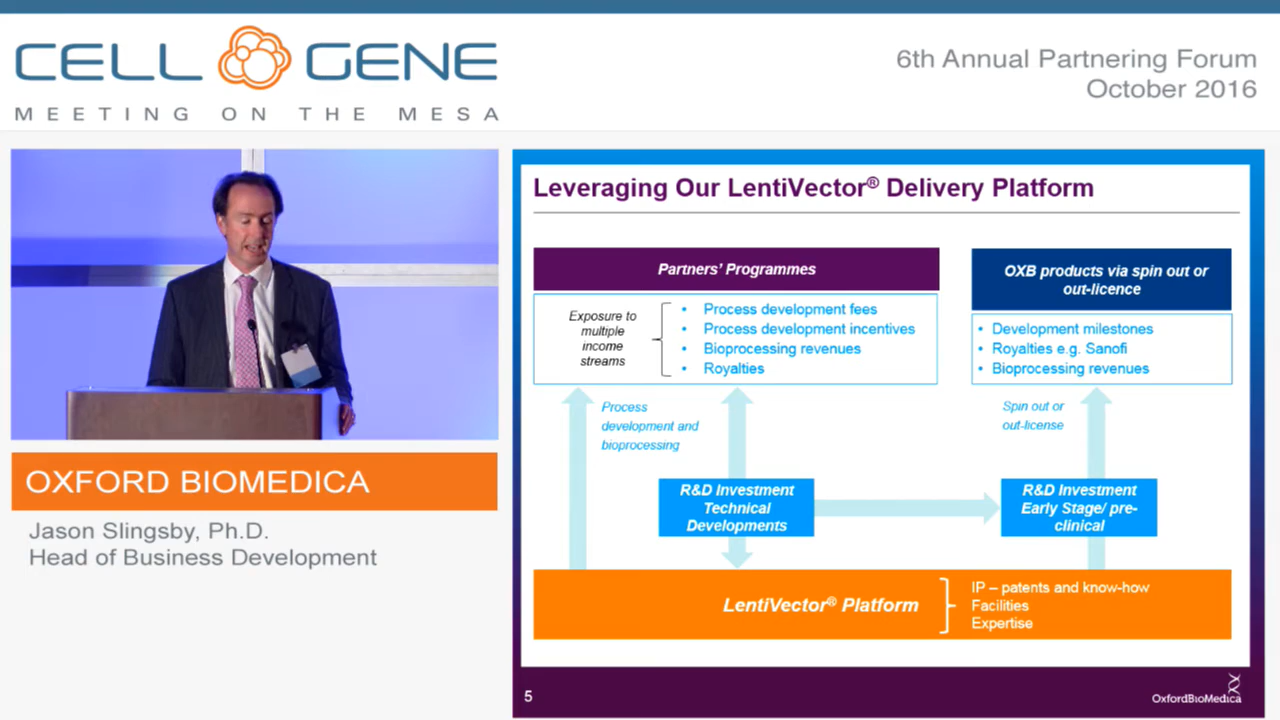 CELL GENE
MEETING ON THE MESA
6th Annual Partnering Forum
October 2016
OXFORD BIOMEDICA
Jason Slingsby, Ph.D.
Head of Business Development
Leveraging Our LentiVector® Delivery Platform
Partners' Programmes
Exposure to
multiple
income
streams
• Process development fees
• Process development incentives
• Bioprocessing revenues
• Royalties
OXB products via spin out or
out-licence
• Development milestones
• Royalties e.g. Sanofi
• Bioprocessing revenues
Process
development and
bioprocessing
Spin out or
out-license
R&D Investment
Technical
Developments
R&D Investment
Early Stage/ pre-
clinical
LentiVector® Platform
IP – patents and know-how
Facilities
Expertise
5
OxfordBioMedica